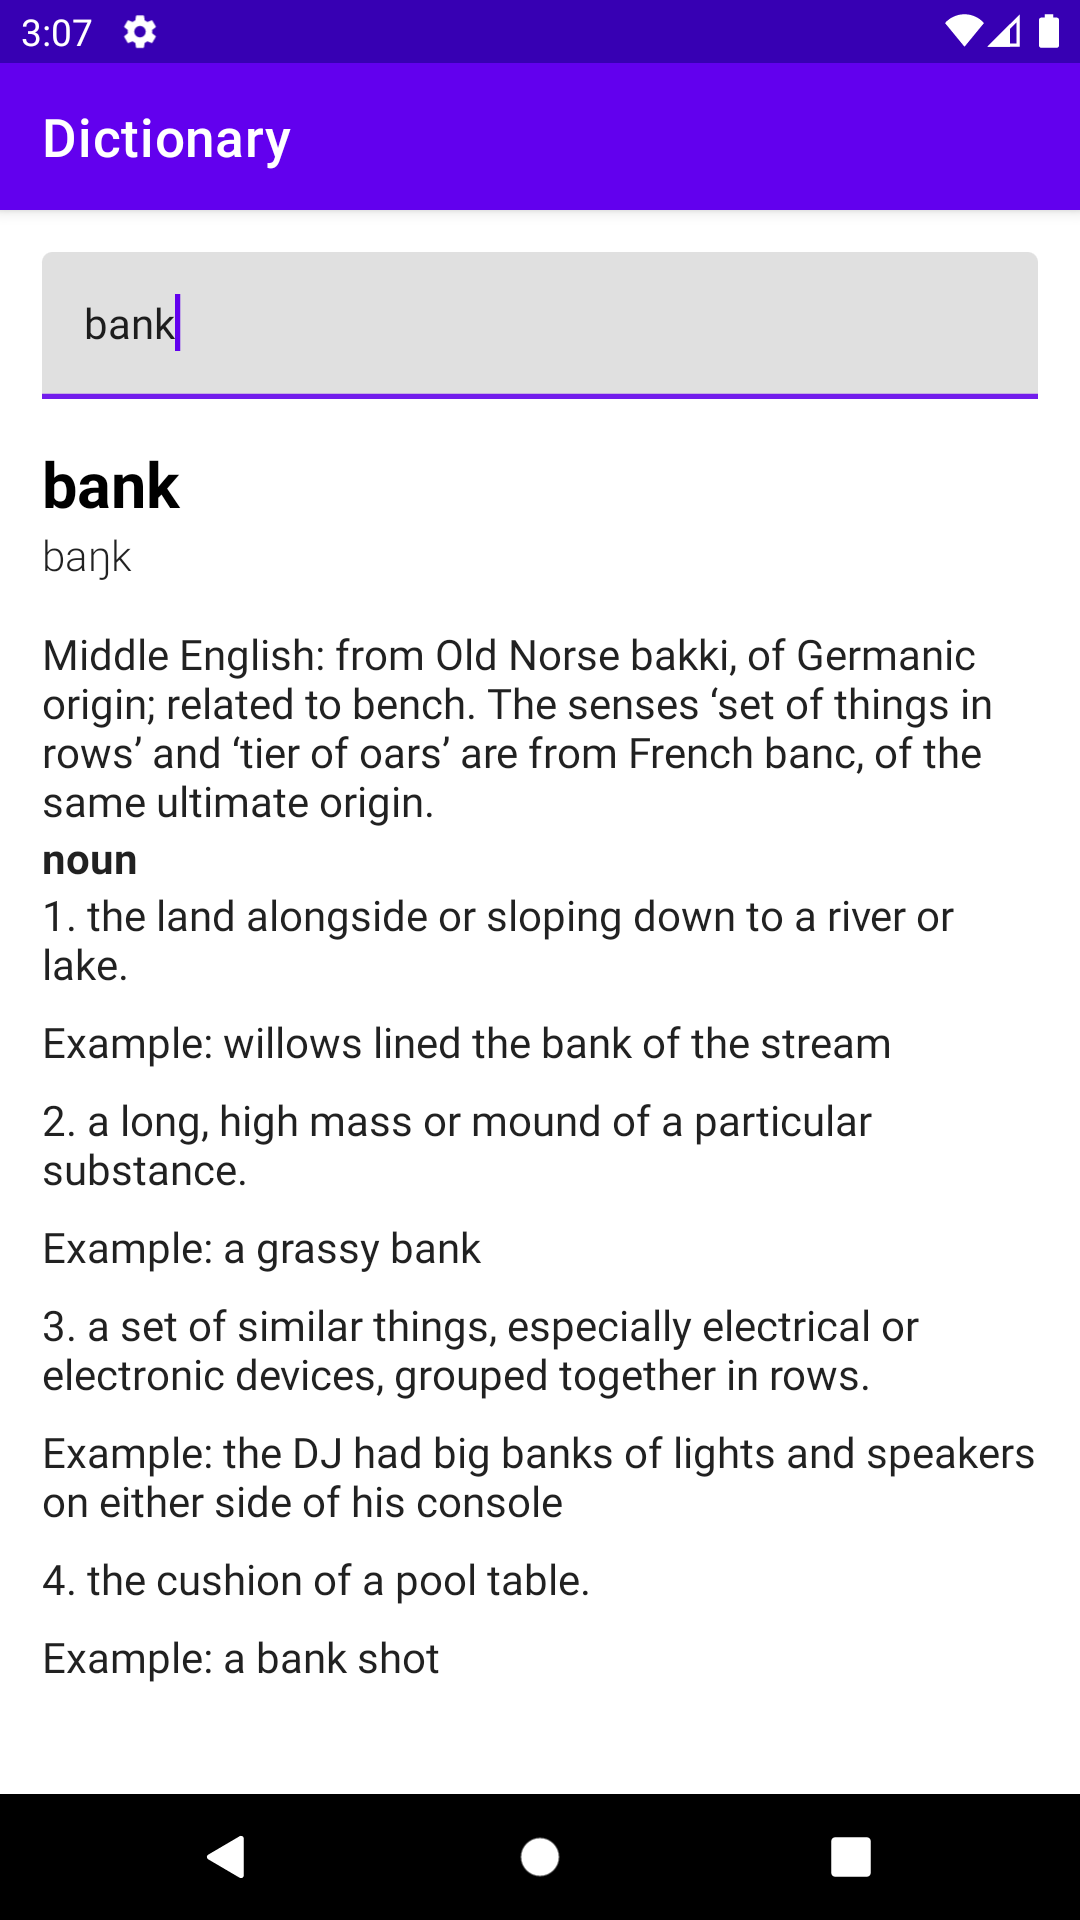 3:07
Dictionary
bank
bank
baŋk
Middle English: from Old Norse bakki, of Germanic
origin; related to bench. The senses ‘set of things in
rows’ and ‘tier of oars’ are from French banc, of the
same ultimate origin.
noun
1. the land alongside or sloping down to a river or
lake.
Example: willows lined the bank of the stream
2. a long, high mass or mound of a particular
substance.
Example: a grassy bank
3. a set of similar things, especially electrical or
electronic devices, grouped together in rows.
Example: the DJ had big banks of lights and speakers
on either side of his console
4. the cushion of a pool table.
Example: a bank shot